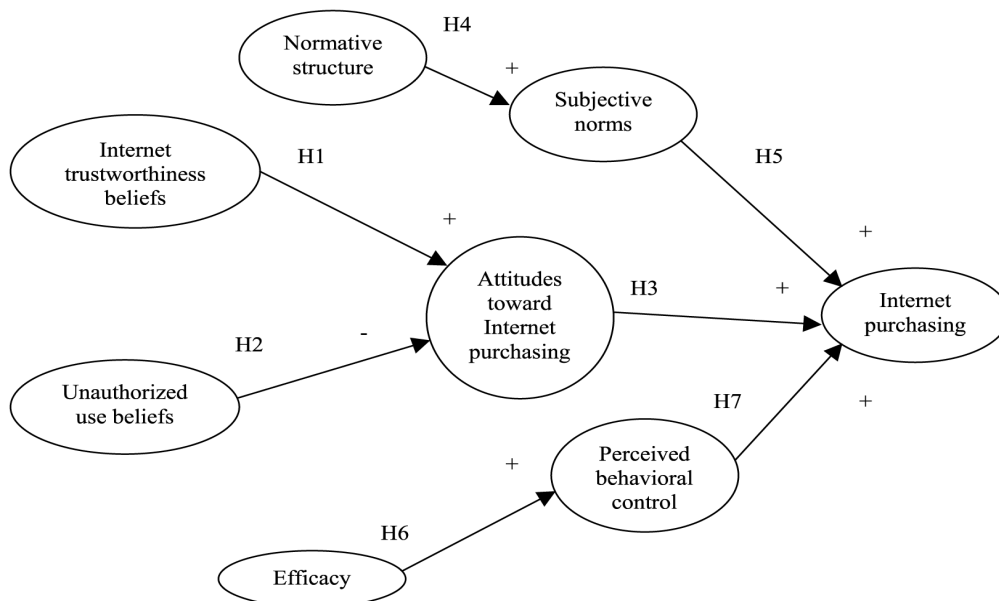 Normative
structure
H4
+
Subjective
norms
Internet
trustworthiness
beliefs
H1
+
H5
+
Attitudes
toward
Internet
purchasing
H3
+
Internet
purchasing
Unauthorized
use beliefs
H2
-
H7
+
Perceived
behavioral
control
+
H6
Efficacy